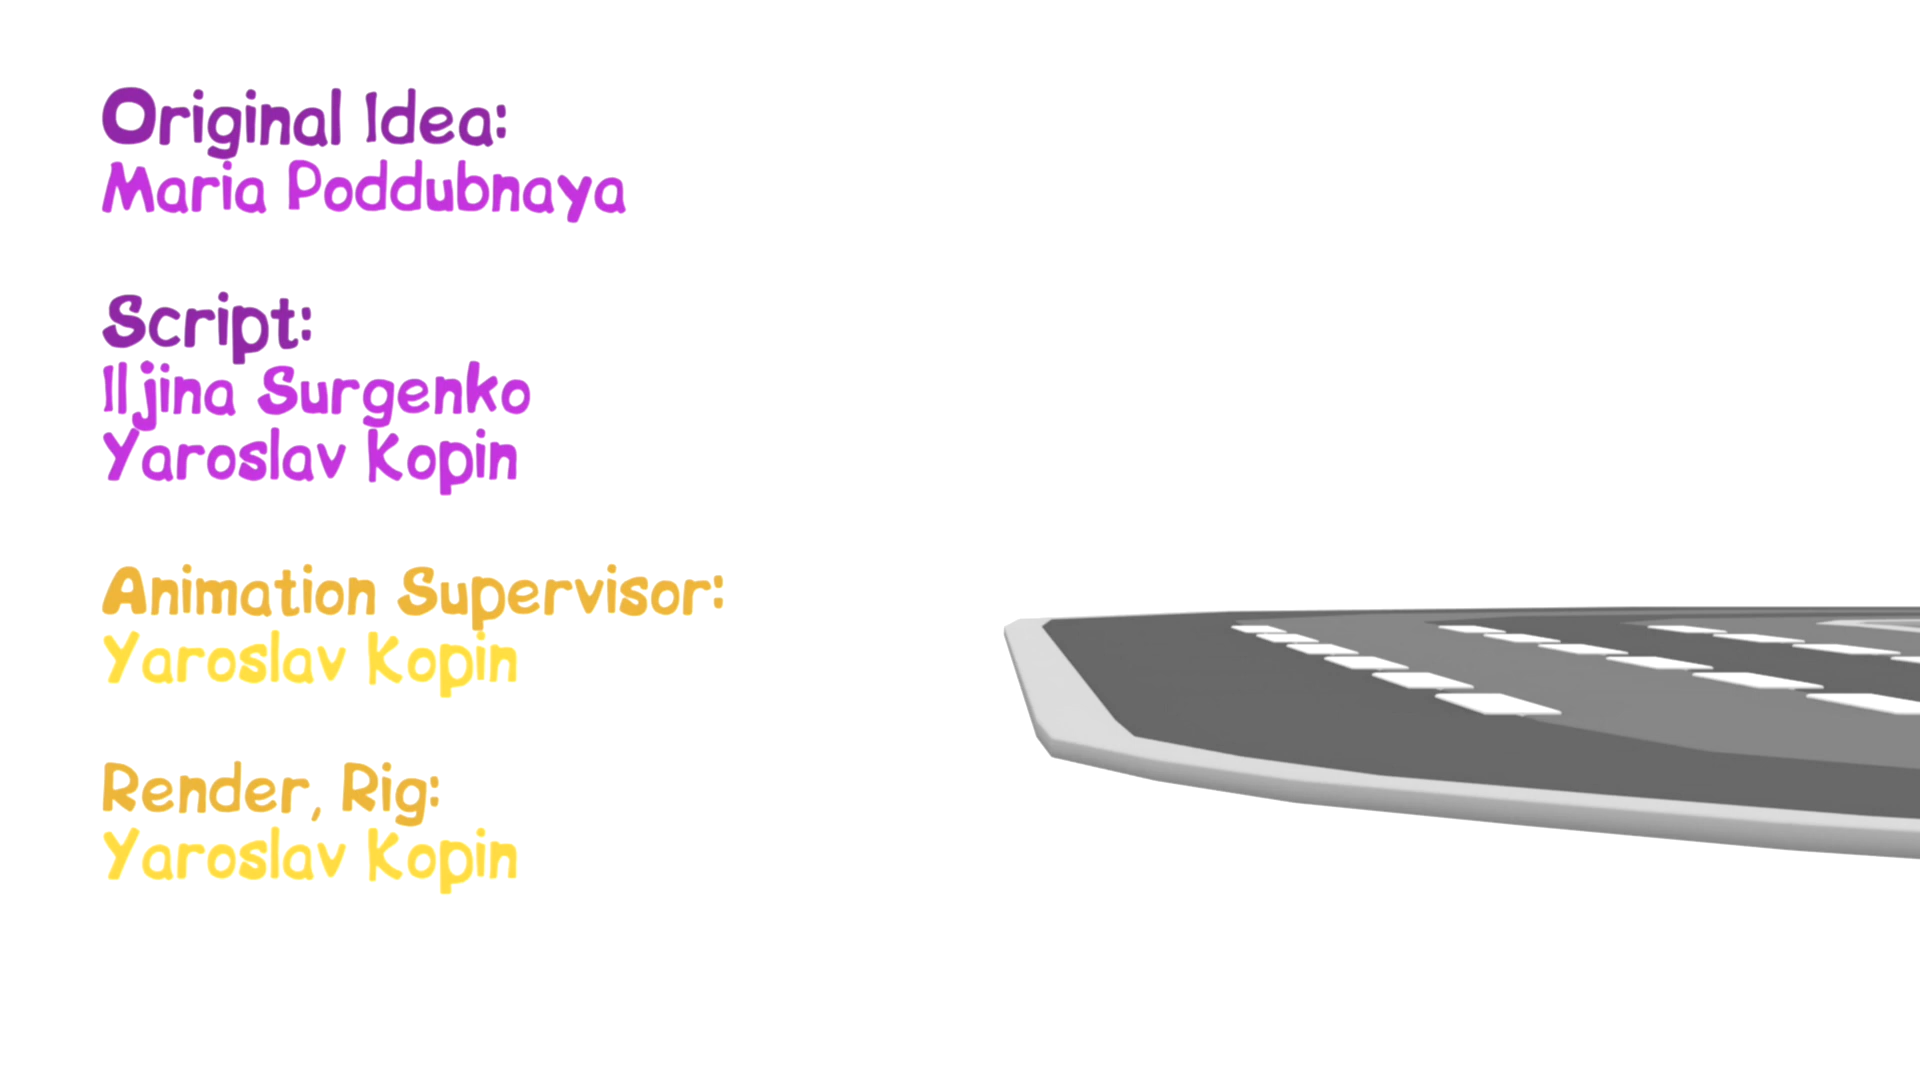 Original Idea:
Maria Poddubnaya
Script:
Iljina Surgenko
Yaroslav Kopin
Animation Supervisor:
Yaroslav Kopin
Render, Rig:
Yaroslav Kopin